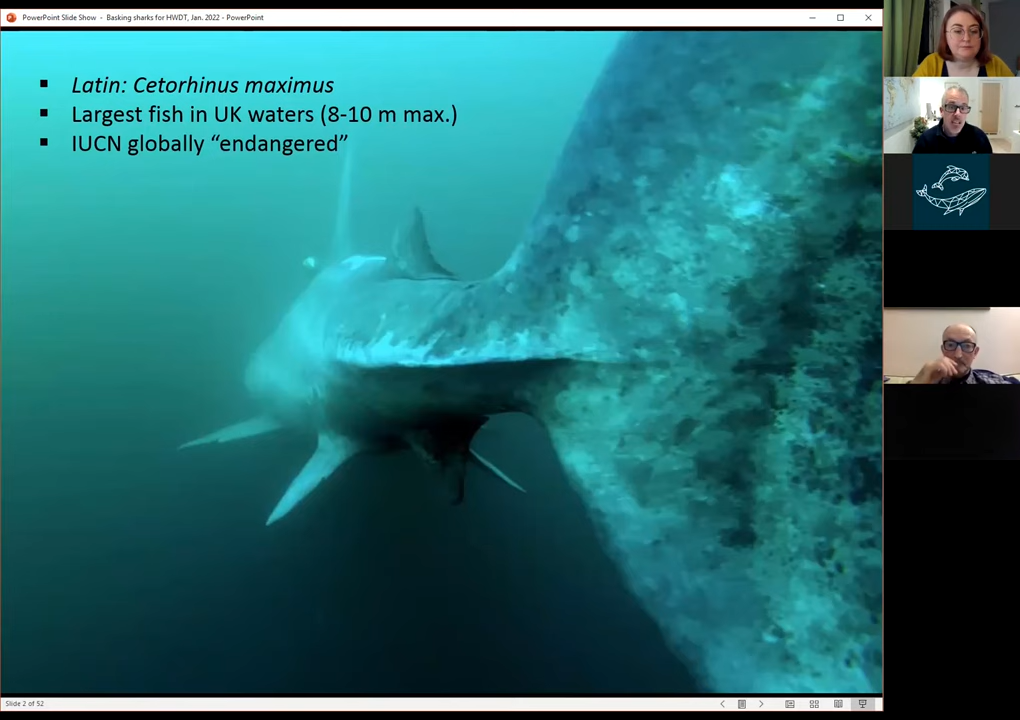 PowerPoint Slide Show - Basking sharks for HWDT, Jan. 2022 - PowerPoint
▪ Latin: Cetorhinus maximus
▪ Largest fish in UK waters (8-10 m max.)
▪ IUCN globally “endangered”
Slide 2 of 52